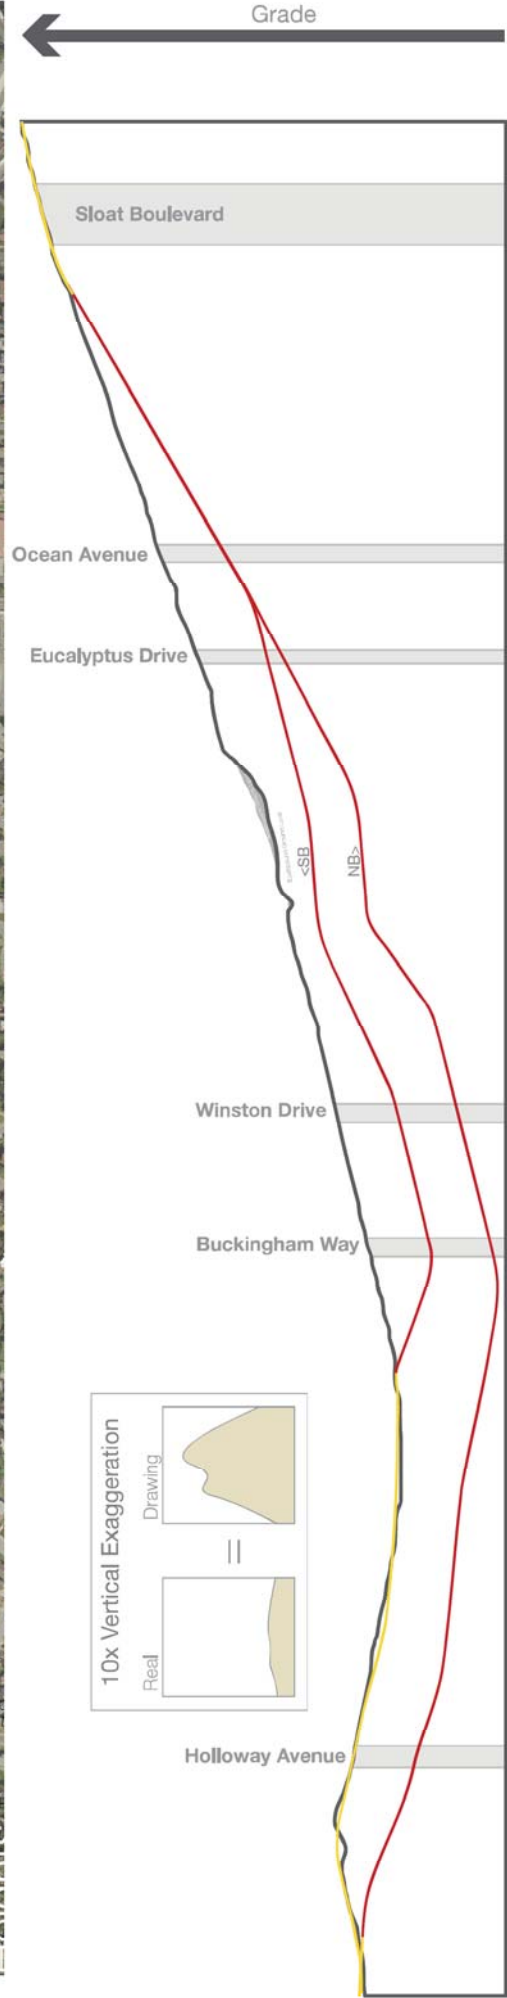 Grade
Sloat Boulevard
Ocean Avenue
Eucalyptus Drive
<SB
NB>
Winston Drive
Buckingham Way
10x Vertical Exaggeration
Drawing
=
Real
Holloway Avenue